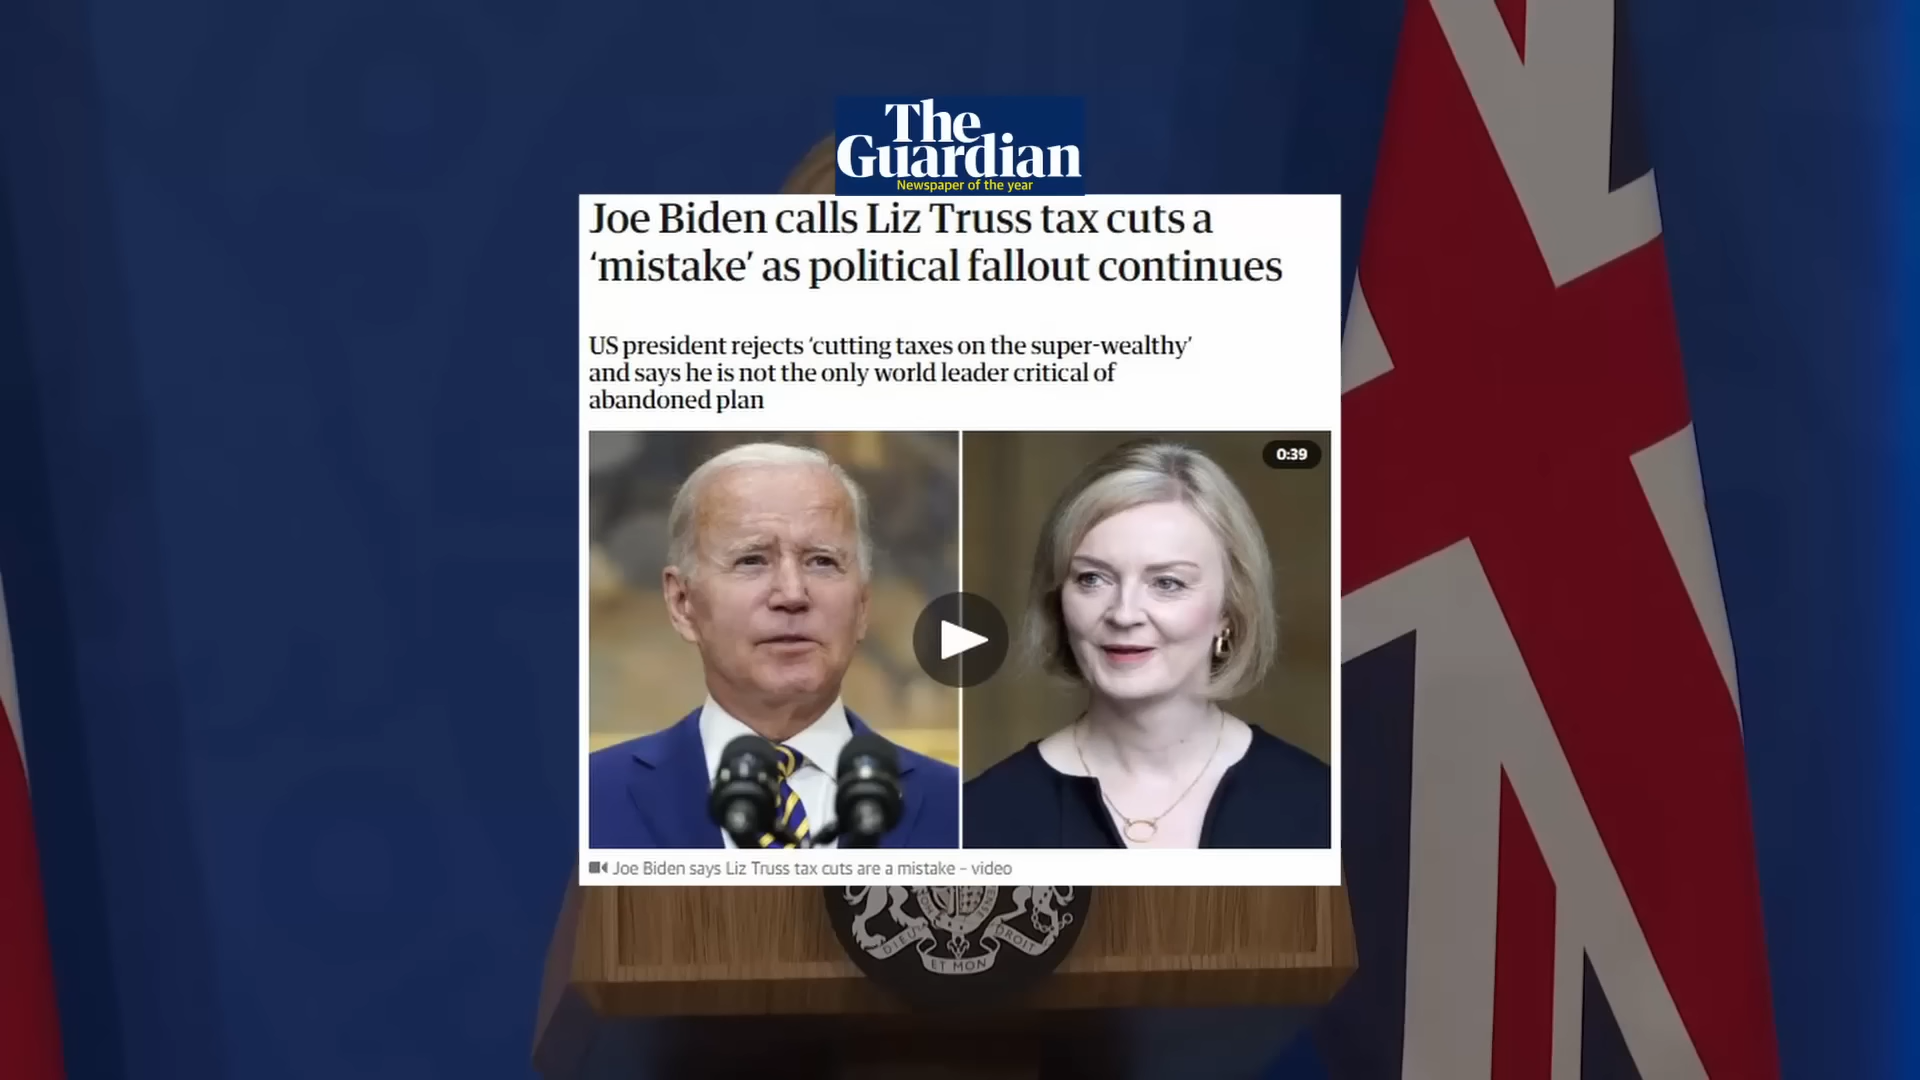 The
Guardian
Newspaper of the year
Joe Biden calls Liz Truss tax cuts a
‘mistake’ as political fallout continues
US president rejects ‘cutting taxes on the super-wealthy’
and says he is not the only world leader critical of
abandoned plan
0:39
Joe Biden says Liz Truss tax cuts are a mistake – video
DIEU
DROIT
ET MON